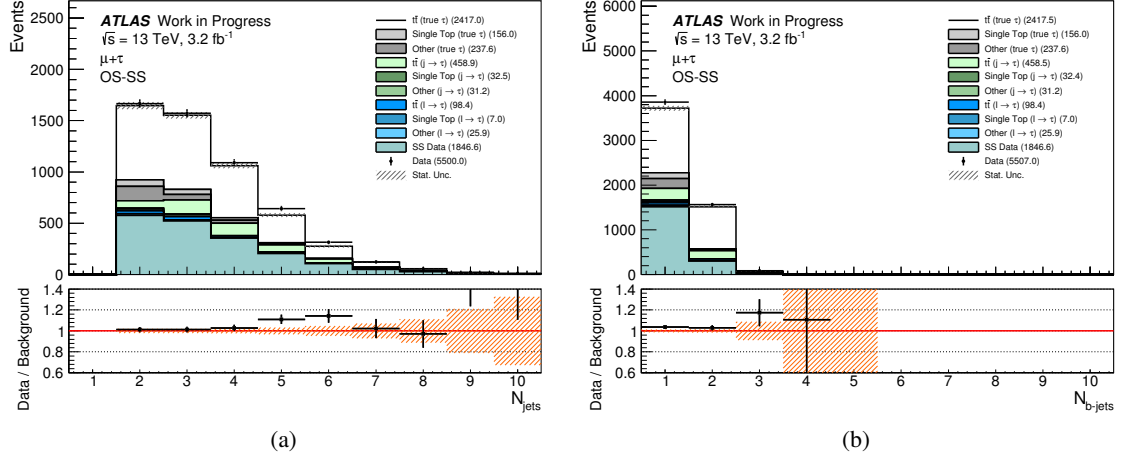 Events
2500
2000
1500
1000
500
0
ATLAS Work in Progress
√s = 13 TeV, 3.2 fb⁻¹
μ+τ
OS-SS
tt̄ (true τ) (2417.0)
Single Top (true τ) (156.0)
Other (true τ) (237.6)
tt̄ (j → τ) (458.9)
Single Top (j → τ) (32.5)
Other (j → τ) (31.2)
tt̄ (l → τ) (98.4)
Single Top (l → τ) (7.0)
Other (l → τ) (25.9)
SS Data (1846.6)
Data (5500.0)
Stat. Unc.
Data / Background
1.4
1.2
1
0.8
0.6
1 2 3 4 5 6 7 8 9 10
N_jets
(a)
Events
6000
5000
4000
3000
2000
1000
0
ATLAS Work in Progress
√s = 13 TeV, 3.2 fb⁻¹
μ+τ
OS-SS
tt̄ (true τ) (2417.5)
Single Top (true τ) (156.0)
Other (true τ) (237.6)
tt̄ (j → τ) (458.5)
Single Top (j → τ) (32.4)
Other (j → τ) (31.2)
tt̄ (l → τ) (98.4)
Single Top (l → τ) (7.0)
Other (l → τ) (25.9)
SS Data (1846.6)
Data (5507.0)
Stat. Unc.
Data / Background
1.4
1.2
1
0.8
0.6
1 2 3 4 5 6 7 8 9 10
N_b-jets
(b)